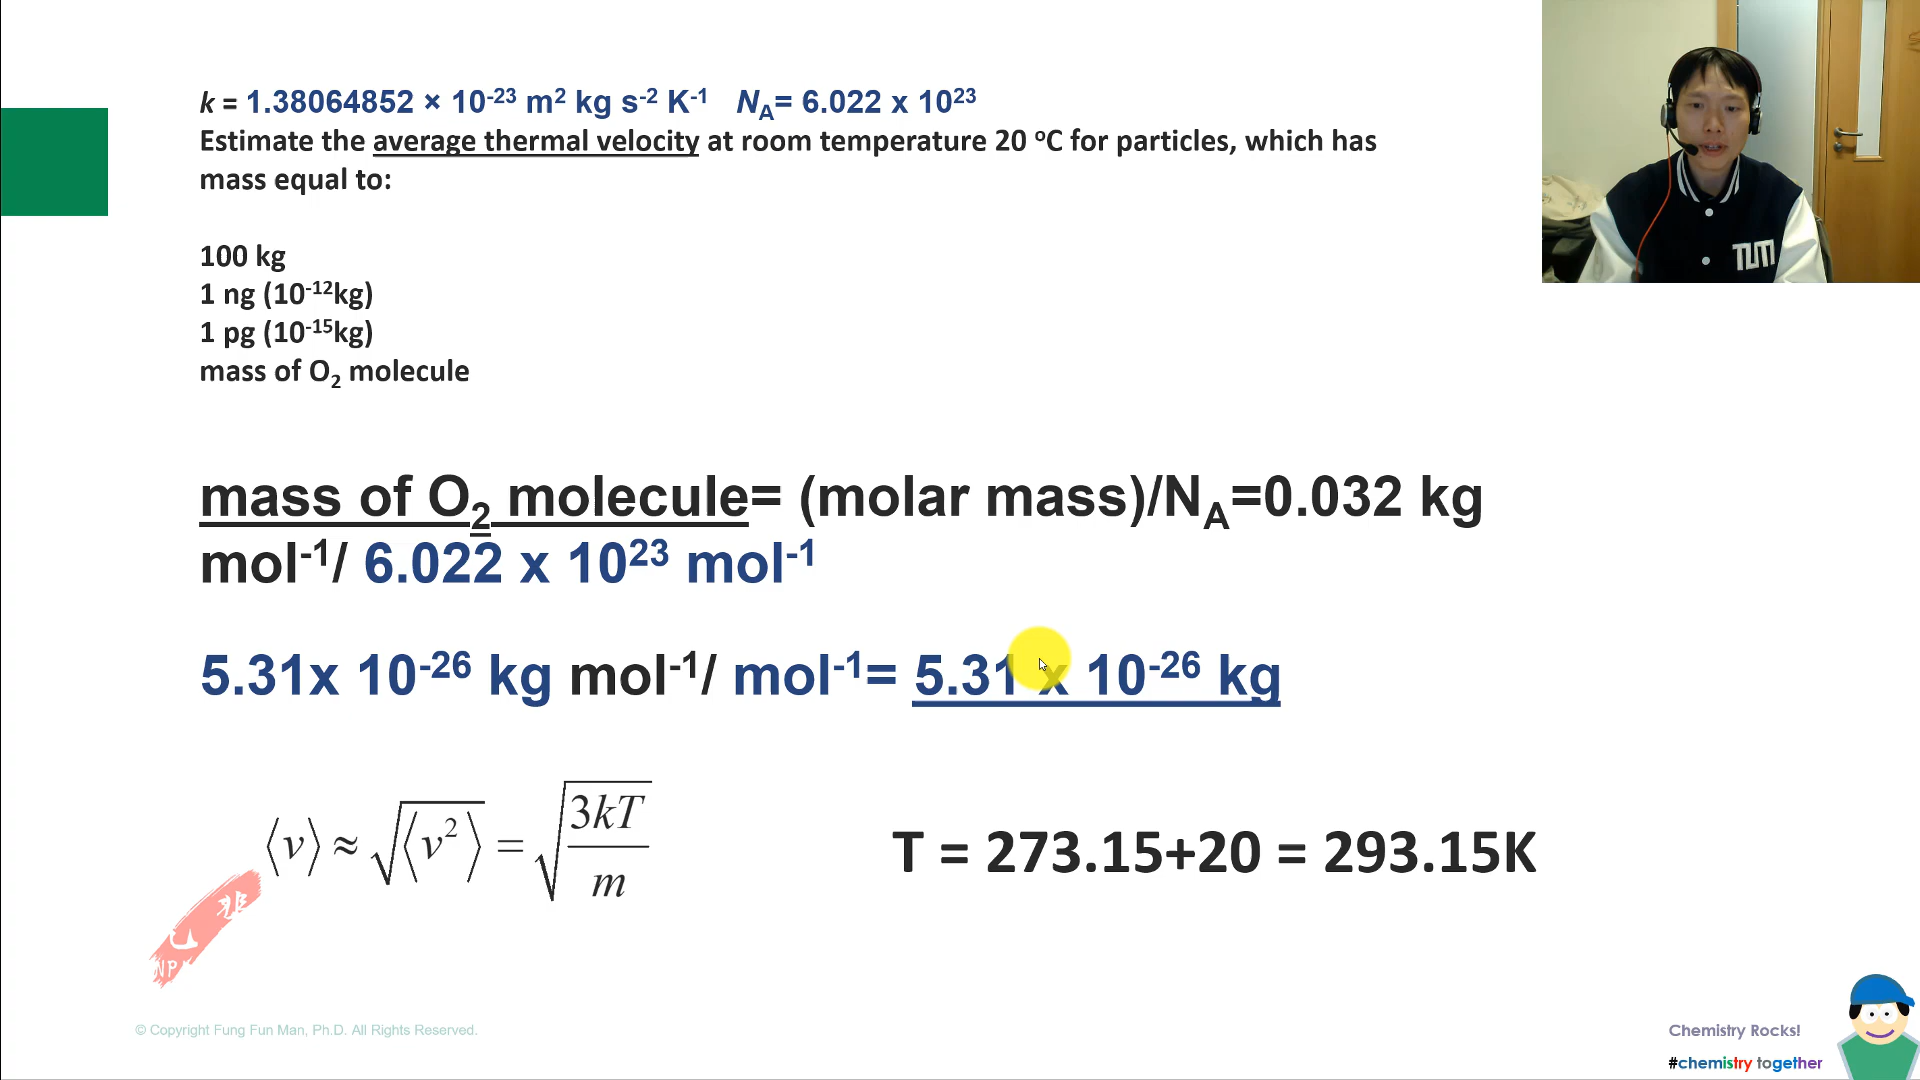 k = 1.38064852 × 10⁻²³ m² kg s⁻² K⁻¹ N_A= 6.022 x 10²³
Estimate the average thermal velocity at room temperature 20 ᵒC for particles, which has
mass equal to:
100 kg
1 ng (10⁻¹²kg)
1 pg (10⁻¹⁵kg)
mass of O₂ molecule
mass of O₂ molecule= (molar mass)/N_A=0.032 kg
mol⁻¹/ 6.022 x 10²³ mol⁻¹
5.31x 10⁻²⁶ kg mol⁻¹/ mol⁻¹= 5.31 x 10⁻²⁶ kg
⟨v⟩ ≈ √⟨v²⟩ = √(3kT/m)
T = 273.15+20 = 293.15K
TUM
© Copyright Fung Fun Man, Ph.D. All Rights Reserved.
Chemistry Rocks!
#chemistry together